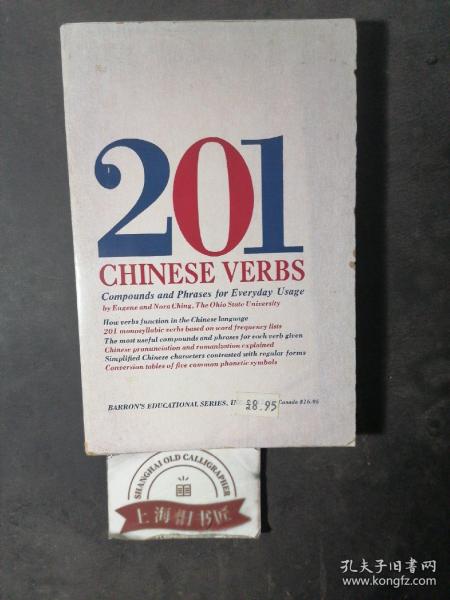 201
CHINESE VERBS
Compounds and Phrases for Everyday Usage
by Eugene and Nora Ching, The Ohio State University
How verbs function in the Chinese language
201 monosyllabic verbs based on word frequency lists
The most useful compounds and phrases for each verb given
Chinese pronunciation and romanization explained
Simplified Chinese characters contrasted with regular forms
Conversion tables of five common phonetic symbols
BARRON'S EDUCATIONAL SERIES, Canada $16.95
£8.95
SHANGHAI OLD CALLIGRAPHER
上海旧书匠
孔夫子旧书网
www.kongfz.com